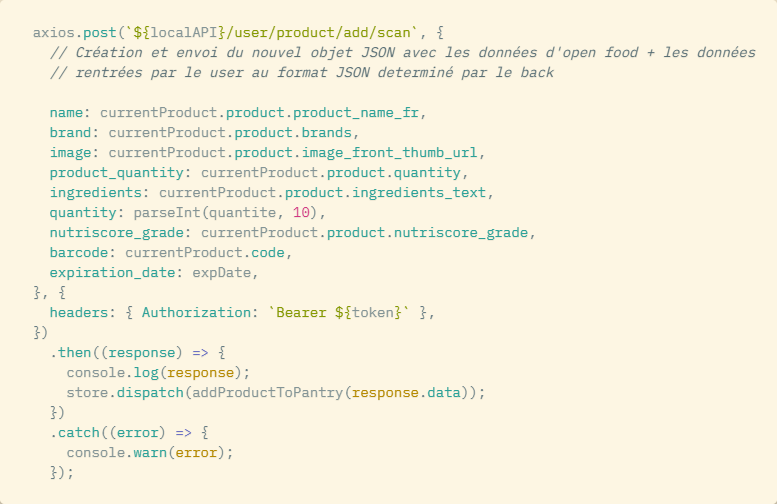 axios.post(`${localAPI}/user/product/add/scan`, {
// Création et envoi du nouvel objet JSON avec les données d'open food + les données
// rentrées par le user au format JSON determiné par le back
name: currentProduct.product.product_name_fr,
brand: currentProduct.product.brands,
image: currentProduct.product.image_front_thumb_url,
product_quantity: currentProduct.product.quantity,
ingredients: currentProduct.product.ingredients_text,
quantity: parseInt(quantite, 10),
nutriscore_grade: currentProduct.product.nutriscore_grade,
barcode: currentProduct.code,
expiration_date: expDate,
}, {
headers: { Authorization: `Bearer ${token}` },
})
.then((response) => {
console.log(response);
store.dispatch(addProductToPantry(response.data));
})
.catch((error) => {
console.warn(error);
});